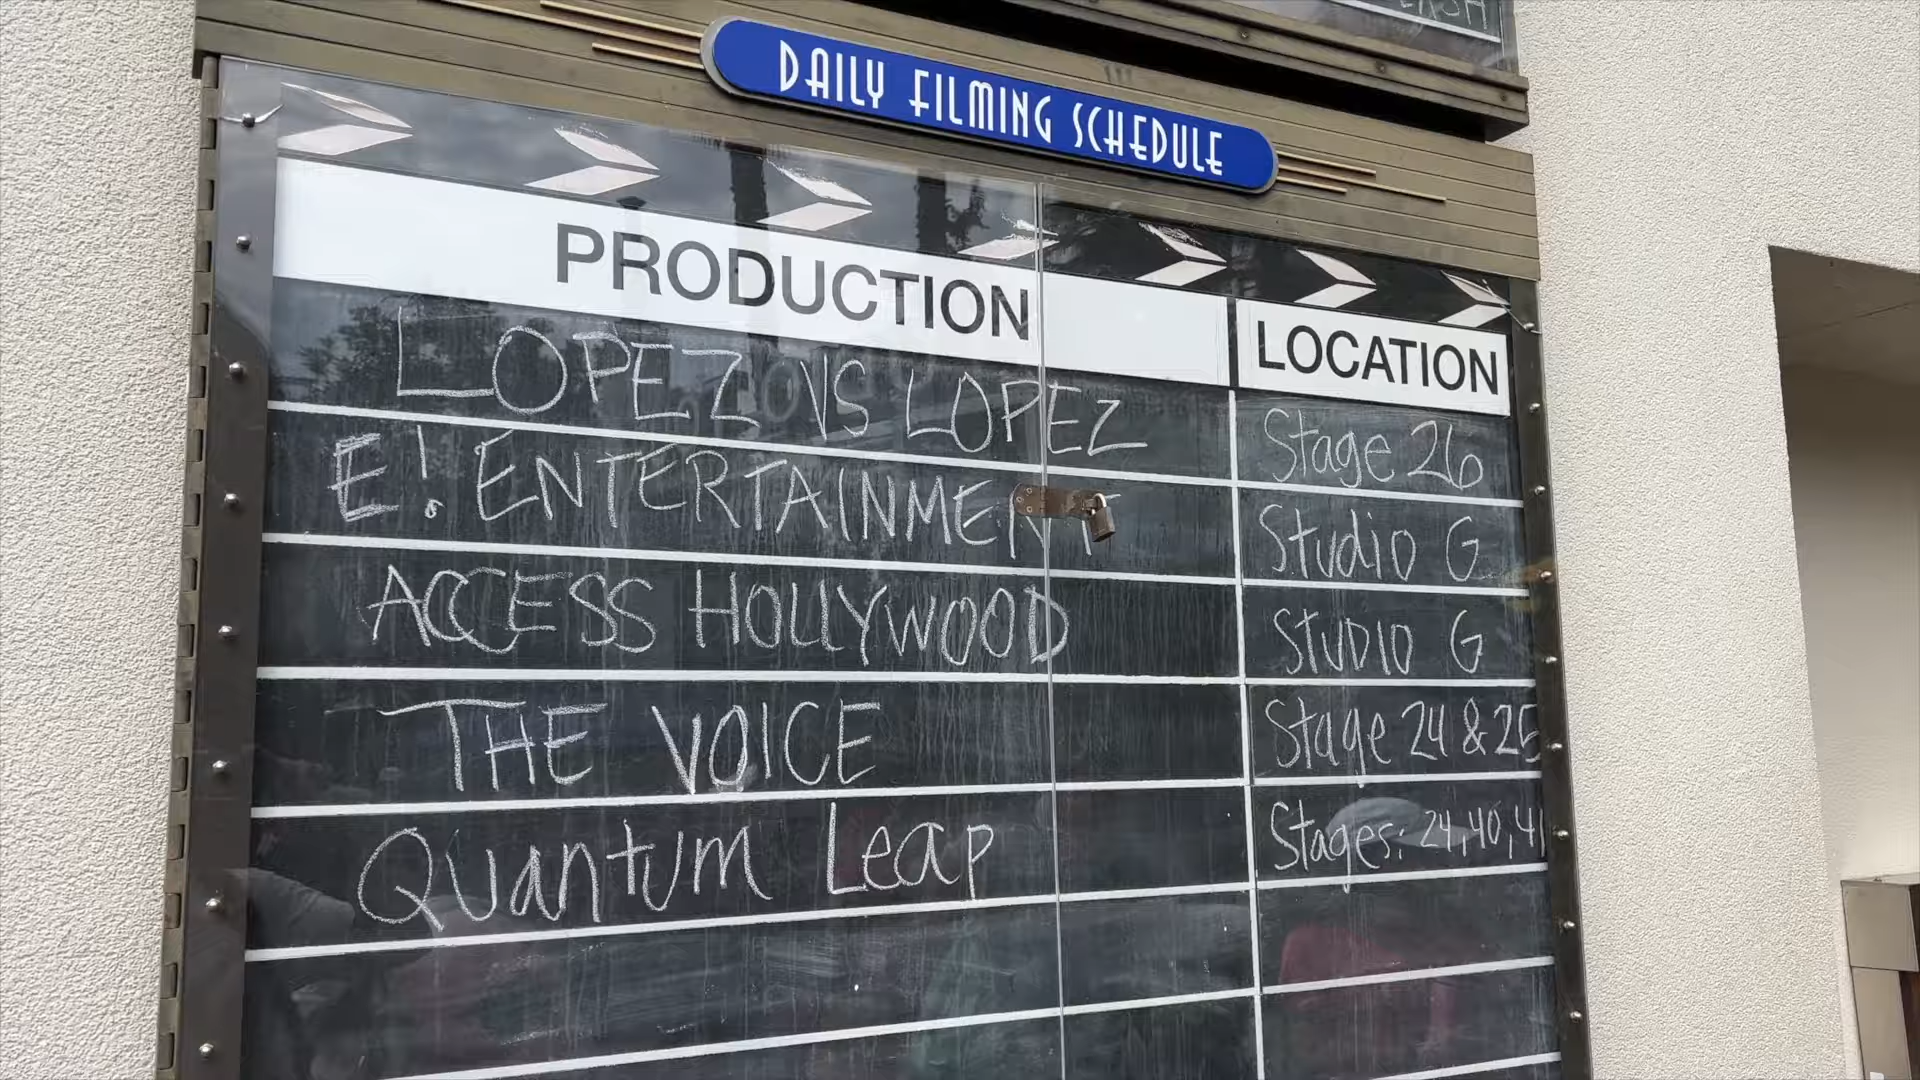 DAILY FILMING SCHEDULE
PRODUCTION LOCATION
LOPEZ VS LOPEZ Stage 26
E! ENTERTAINMENT Studio G
ACCESS HOLLYWOOD STUDIO G
THE VOICE Stage 24 & 25
Quantum Leap Stages: 24, 40, 41